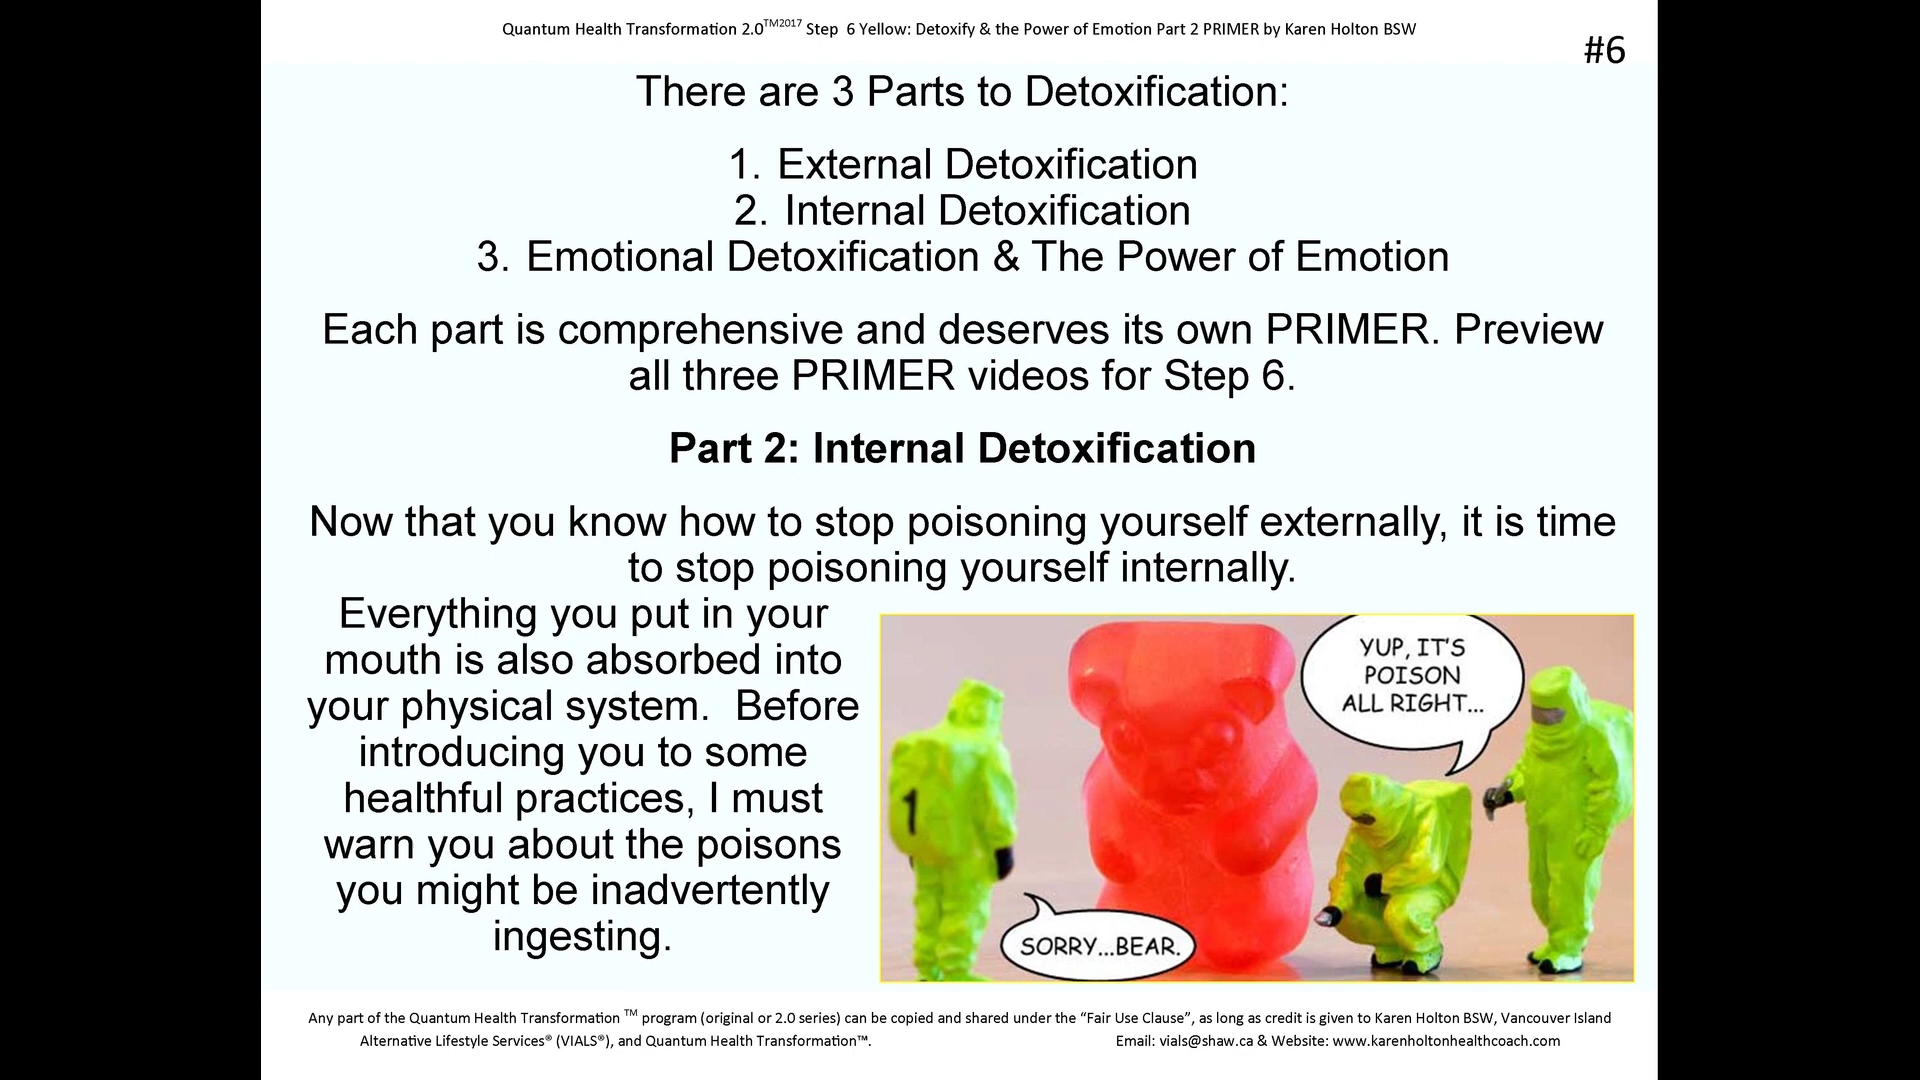 Quantum Health Transformation 2.0TM2017 Step 6 Yellow: Detoxify & the Power of Emotion Part 2 PRIMER by Karen Holton BSW
#6
There are 3 Parts to Detoxification:
1. External Detoxification
2. Internal Detoxification
3. Emotional Detoxification & The Power of Emotion
Each part is comprehensive and deserves its own PRIMER. Preview
all three PRIMER videos for Step 6.
Part 2: Internal Detoxification
Now that you know how to stop poisoning yourself externally, it is time
to stop poisoning yourself internally.
Everything you put in your
mouth is also absorbed into
your physical system.  Before
introducing you to some
healthful practices, I must
warn you about the poisons
you might be inadvertently
ingesting.
YUP, IT'S
POISON
ALL RIGHT...
1
SORRY...BEAR.
Any part of the Quantum Health Transformation TM program (original or 2.0 series) can be copied and shared under the “Fair Use Clause”, as long as credit is given to Karen Holton BSW, Vancouver Island
Alternative Lifestyle Services® (VIALS®), and Quantum Health Transformation™. Email: vials@shaw.ca & Website: www.karenholtonhealthcoach.com